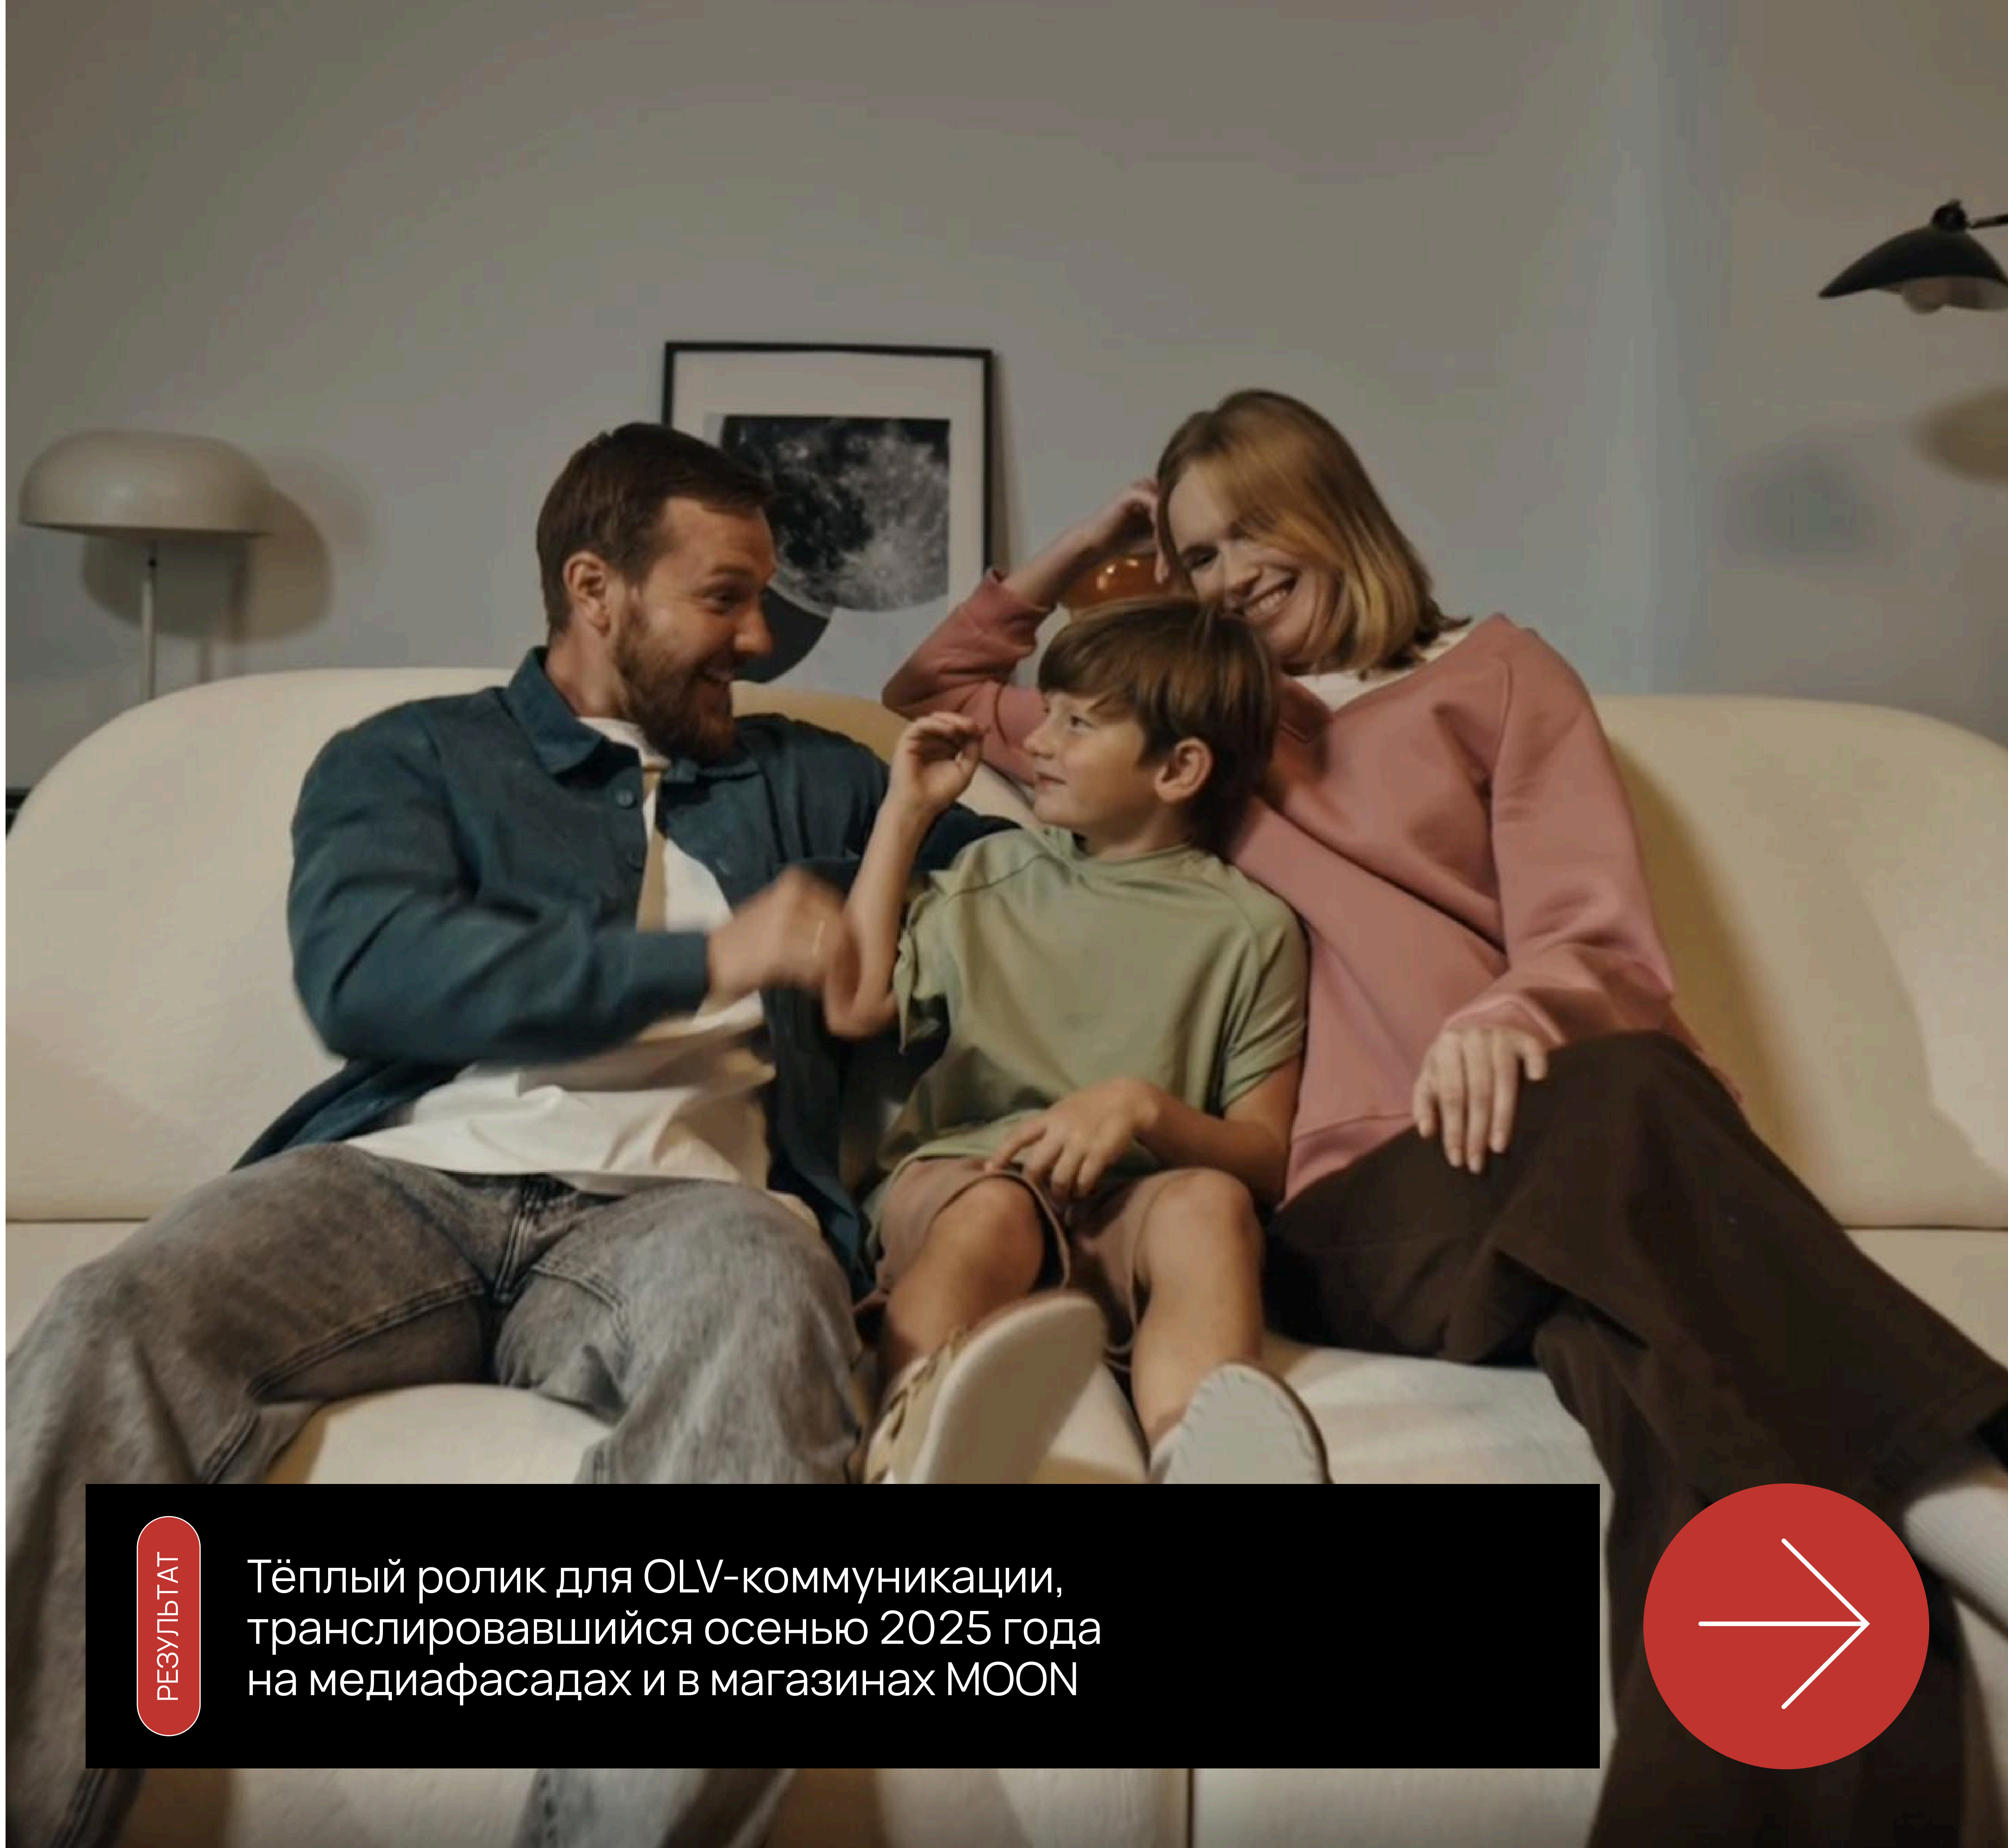 РЕЗУЛЬТАТ
Тёплый ролик для OLV-коммуникации,
транслировавшийся осенью 2025 года
на медиафасадах и в магазинах MOON